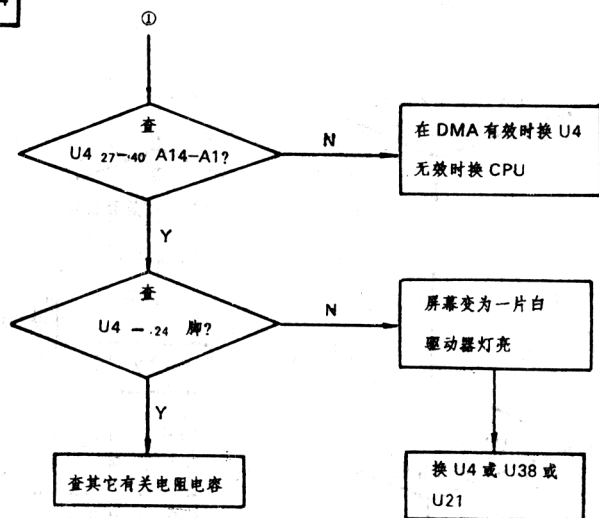 ①
查
U4 27-40 A14-A1?
N
在 DMA 有效时换 U4
无效时换 CPU
Y
查
U4 — .24 脚?
N
屏幕变为一片白
驱动器灯亮
Y
查其它有关电阻电容
换 U4 或 U38 或
U21